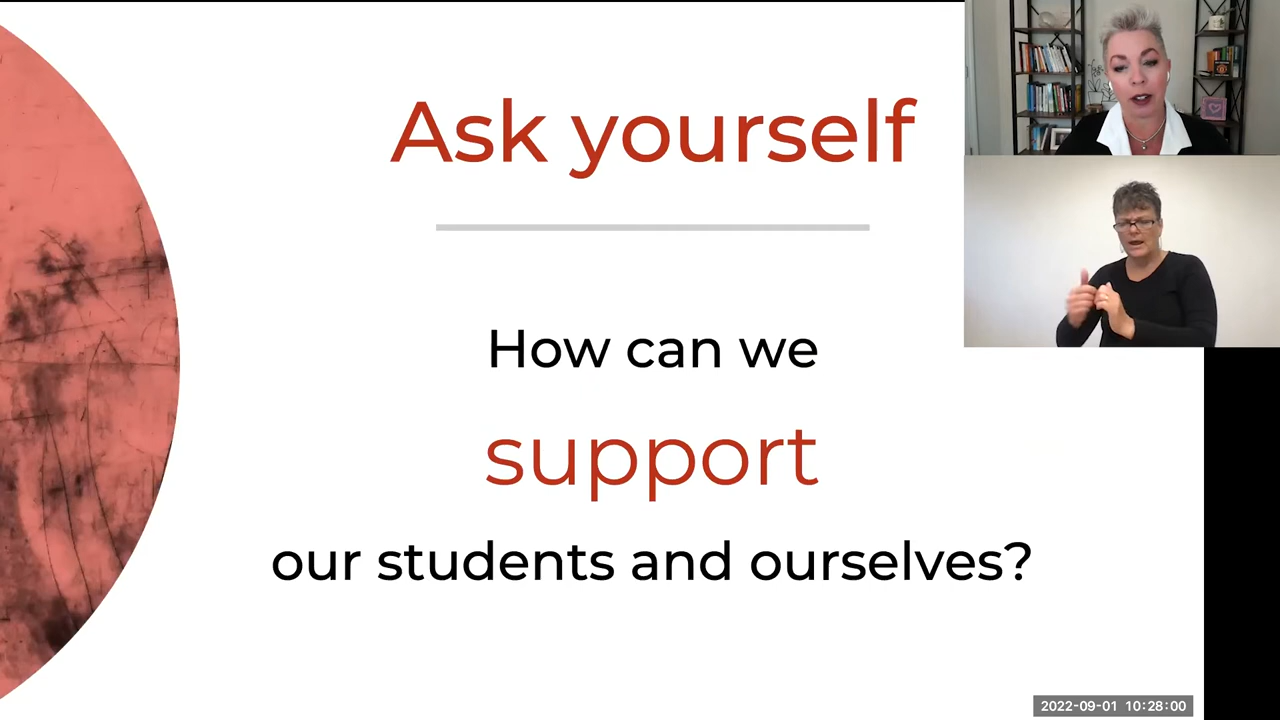 Ask yourself
How can we
support
our students and ourselves?
2022-09-01 10:28:00